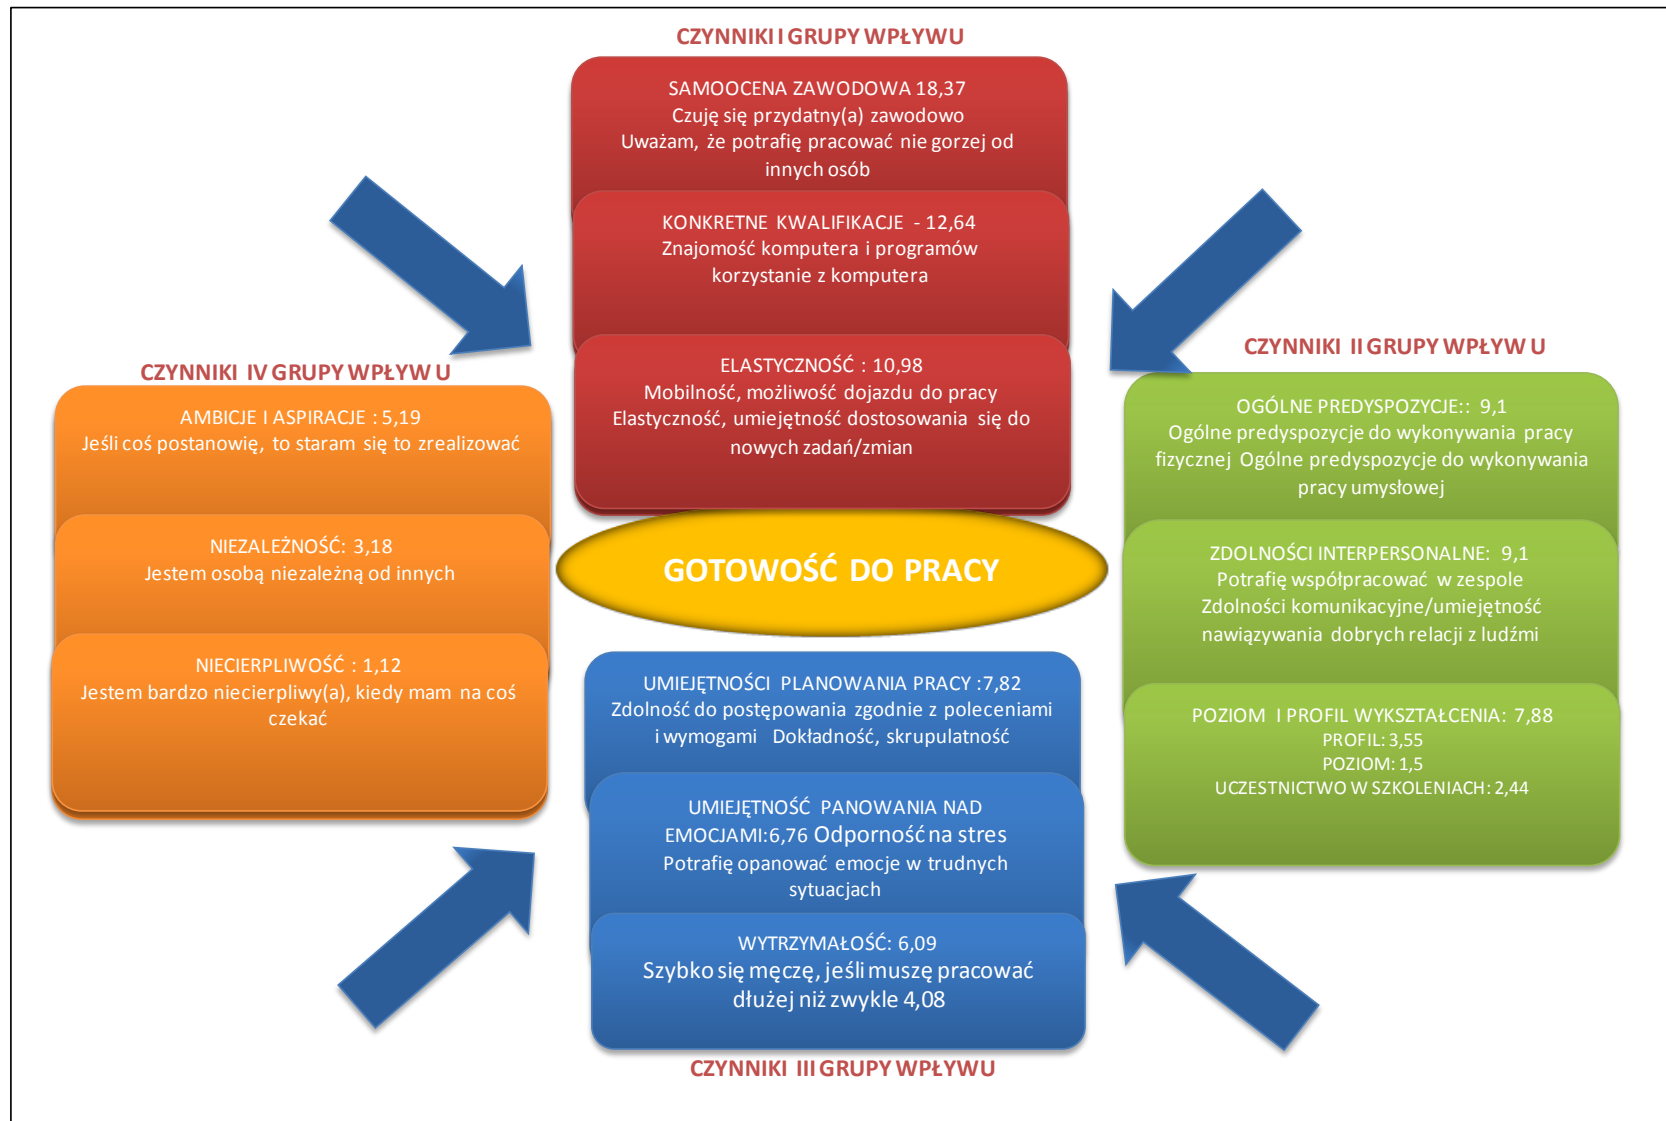 CZYNNIKI I GRUPY WPŁYWU
SAMOOCENA ZAWODOWA 18,37
Czuję się przydatny(a) zawodowo
Uważam, że potrafię pracować nie gorzej od
innych osób
KONKRETNE KWALIFIKACJE - 12,64
Znajomość komputera i programów
korzystanie z komputera
ELASTYCZNOŚĆ : 10,98
Mobilność, możliwość dojazdu do pracy
Elastyczność, umiejętność dostosowania się do
nowych zadań/zmian
CZYNNIKI II GRUPY WPŁYW U
OGÓLNE PREDYSPOZYCJE:: 9,1
Ogólne predyspozycje do wykonywania pracy
fizycznej Ogólne predyspozycje do wykonywania
pracy umysłowej
ZDOLNOŚCI INTERPERSONALNE: 9,1
Potrafię współpracować w zespole
Zdolności komunikacyjne/umiejętność
nawiązywania dobrych relacji z ludźmi
POZIOM I PROFIL WYKSZTAŁCENIA: 7,88
PROFIL: 3,55
POZIOM: 1,5
UCZESTNICTWO W SZKOLENIACH: 2,44
CZYNNIKI IV GRUPY WPŁYW U
AMBICJE I ASPIRACJE : 5,19
Jeśli coś postanowię, to staram się to zrealizować
NIEZALEŻNOŚĆ: 3,18
Jestem osobą niezależną od innych
NIECIERPLIWOŚĆ : 1,12
Jestem bardzo niecierpliwy(a), kiedy mam na coś
czekać
GOTOWOŚĆ DO PRACY
UMIEJĘTNOŚCI PLANOWANIA PRACY :7,82
Zdolność do postępowania zgodnie z poleceniami
i wymogami Dokładność, skrupulatność
UMIEJĘTNOŚĆ PANOWANIA NAD
EMOCJAMI:6,76 Odporność na stres
Potrafię opanować emocje w trudnych
sytuacjach
WYTRZYMAŁOŚĆ: 6,09
Szybko się męczę, jeśli muszę pracować
dłużej niż zwykle 4,08
CZYNNIKI III GRUPY WPŁYWU